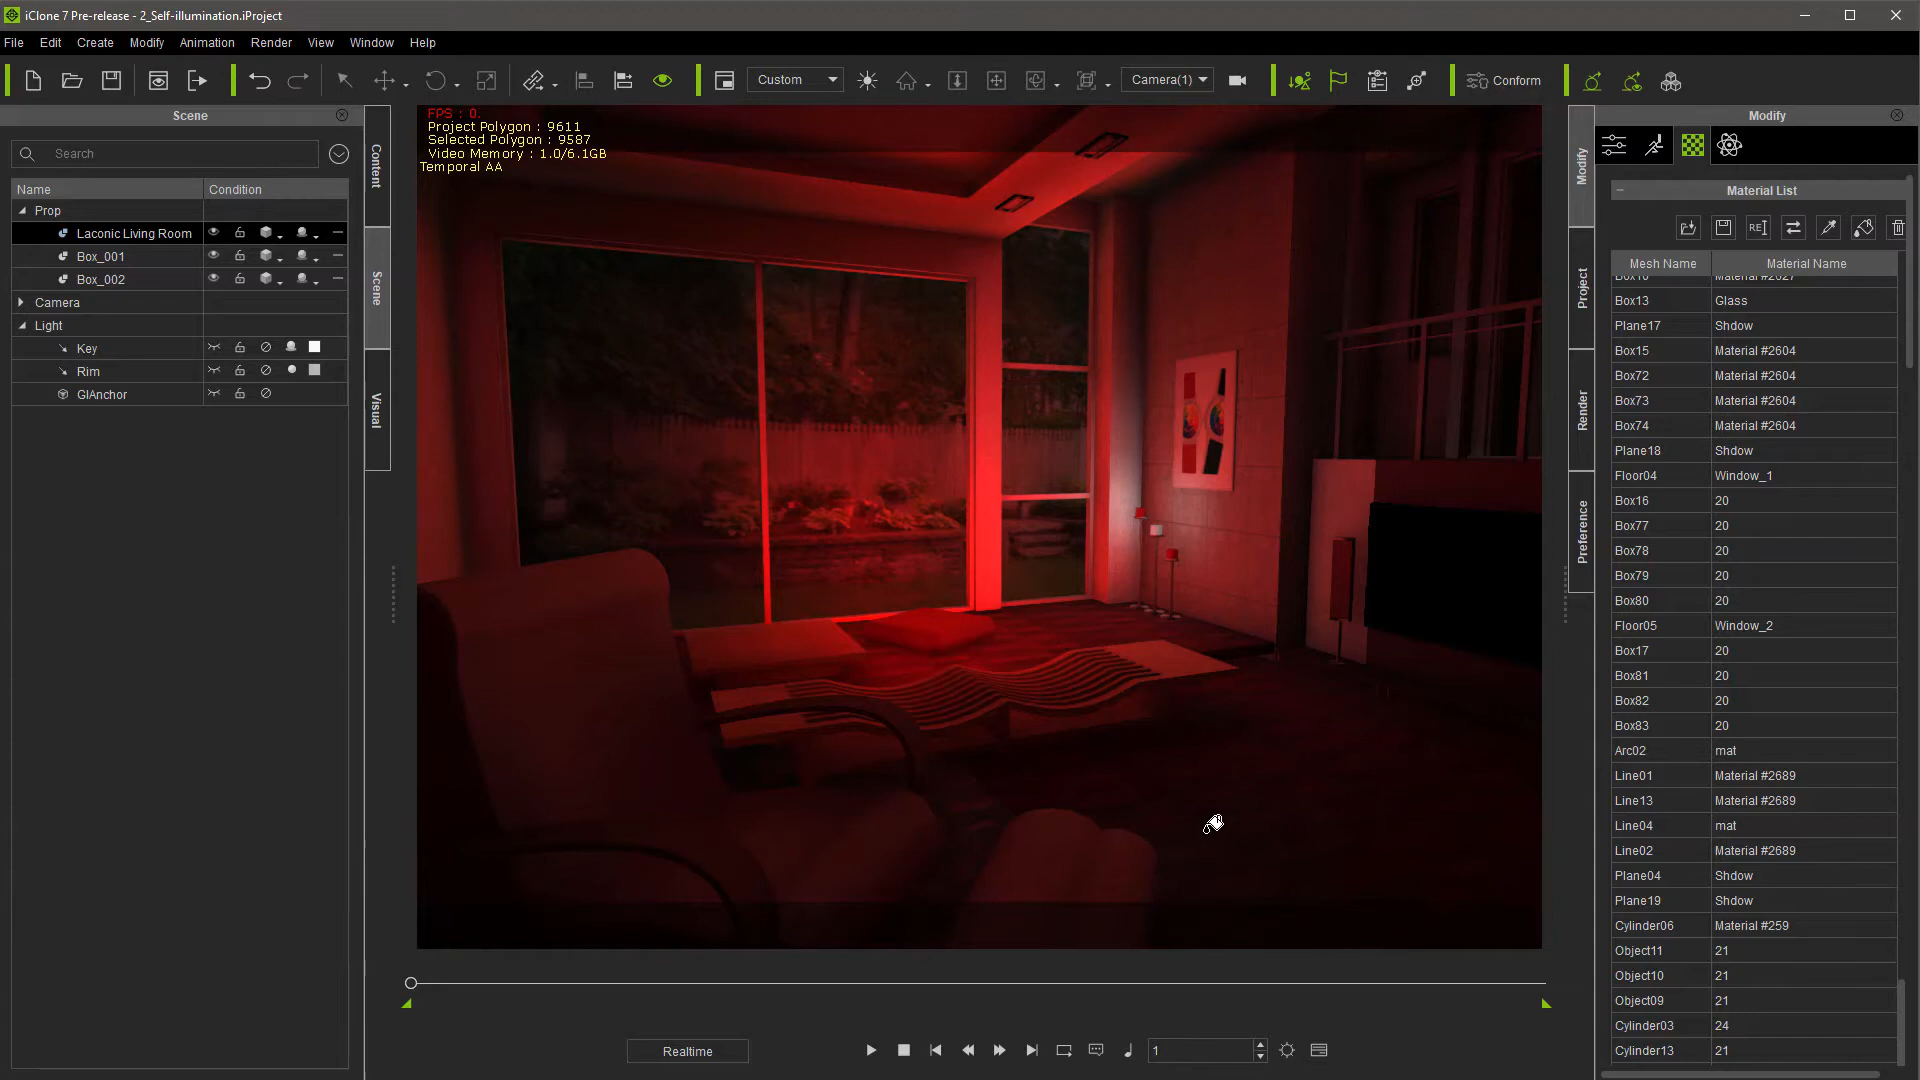 iClone 7 Pre-release - 2_Self-illumination.iProject
File Edit Create Modify Animation Render View Window Help
Custom
Camera(1)
Conform
Scene
Search
Name Condition
Prop
Laconic Living Room
Box_001
Box_002
Camera
Light
Key
Rim
GIAnchor
Content
Scene
Visual
FPS : 0.
Project Polygon : 9611
Selected Polygon : 9587
Video Memory : 1.0/6.1GB
Temporal AA
Realtime
1
Modify
Project
Render
Preference
Modify
Material List
RE
Mesh Name Material Name
Box10 Material #2627
Box13 Glass
Plane17 Shdow
Box15 Material #2604
Box72 Material #2604
Box73 Material #2604
Box74 Material #2604
Plane18 Shdow
Floor04 Window_1
Box16 20
Box77 20
Box78 20
Box79 20
Box80 20
Floor05 Window_2
Box17 20
Box81 20
Box82 20
Box83 20
Arc02 mat
Line01 Material #2689
Line13 Material #2689
Line04 mat
Line02 Material #2689
Plane04 Shdow
Plane19 Shdow
Cylinder06 Material #259
Object11 21
Object10 21
Object09 21
Cylinder03 24
Cylinder13 21